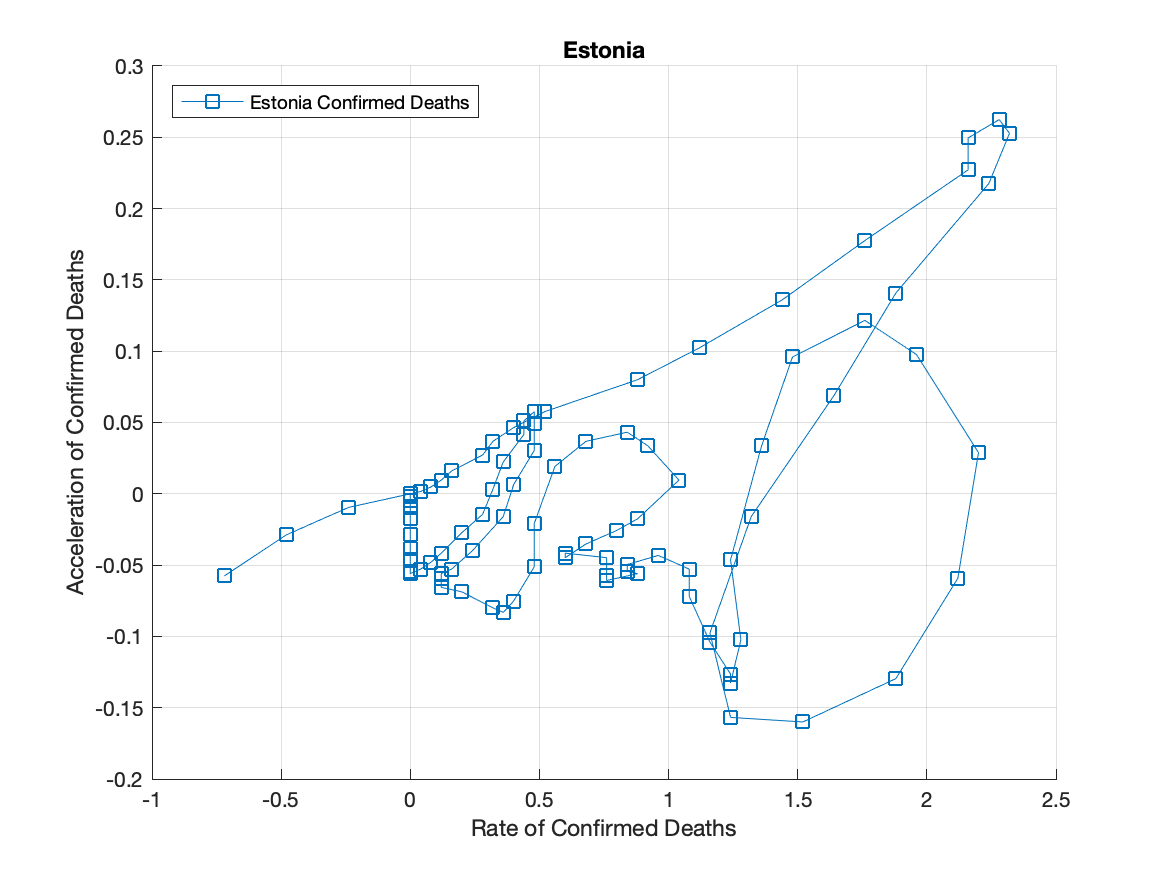 Estonia
0.3
0.25
0.2
0.15
0.1
0.05
0
-0.05
-0.1
-0.15
-0.2
Acceleration of Confirmed Deaths
Estonia Confirmed Deaths
-1 -0.5 0 0.5 1 1.5 2 2.5
Rate of Confirmed Deaths